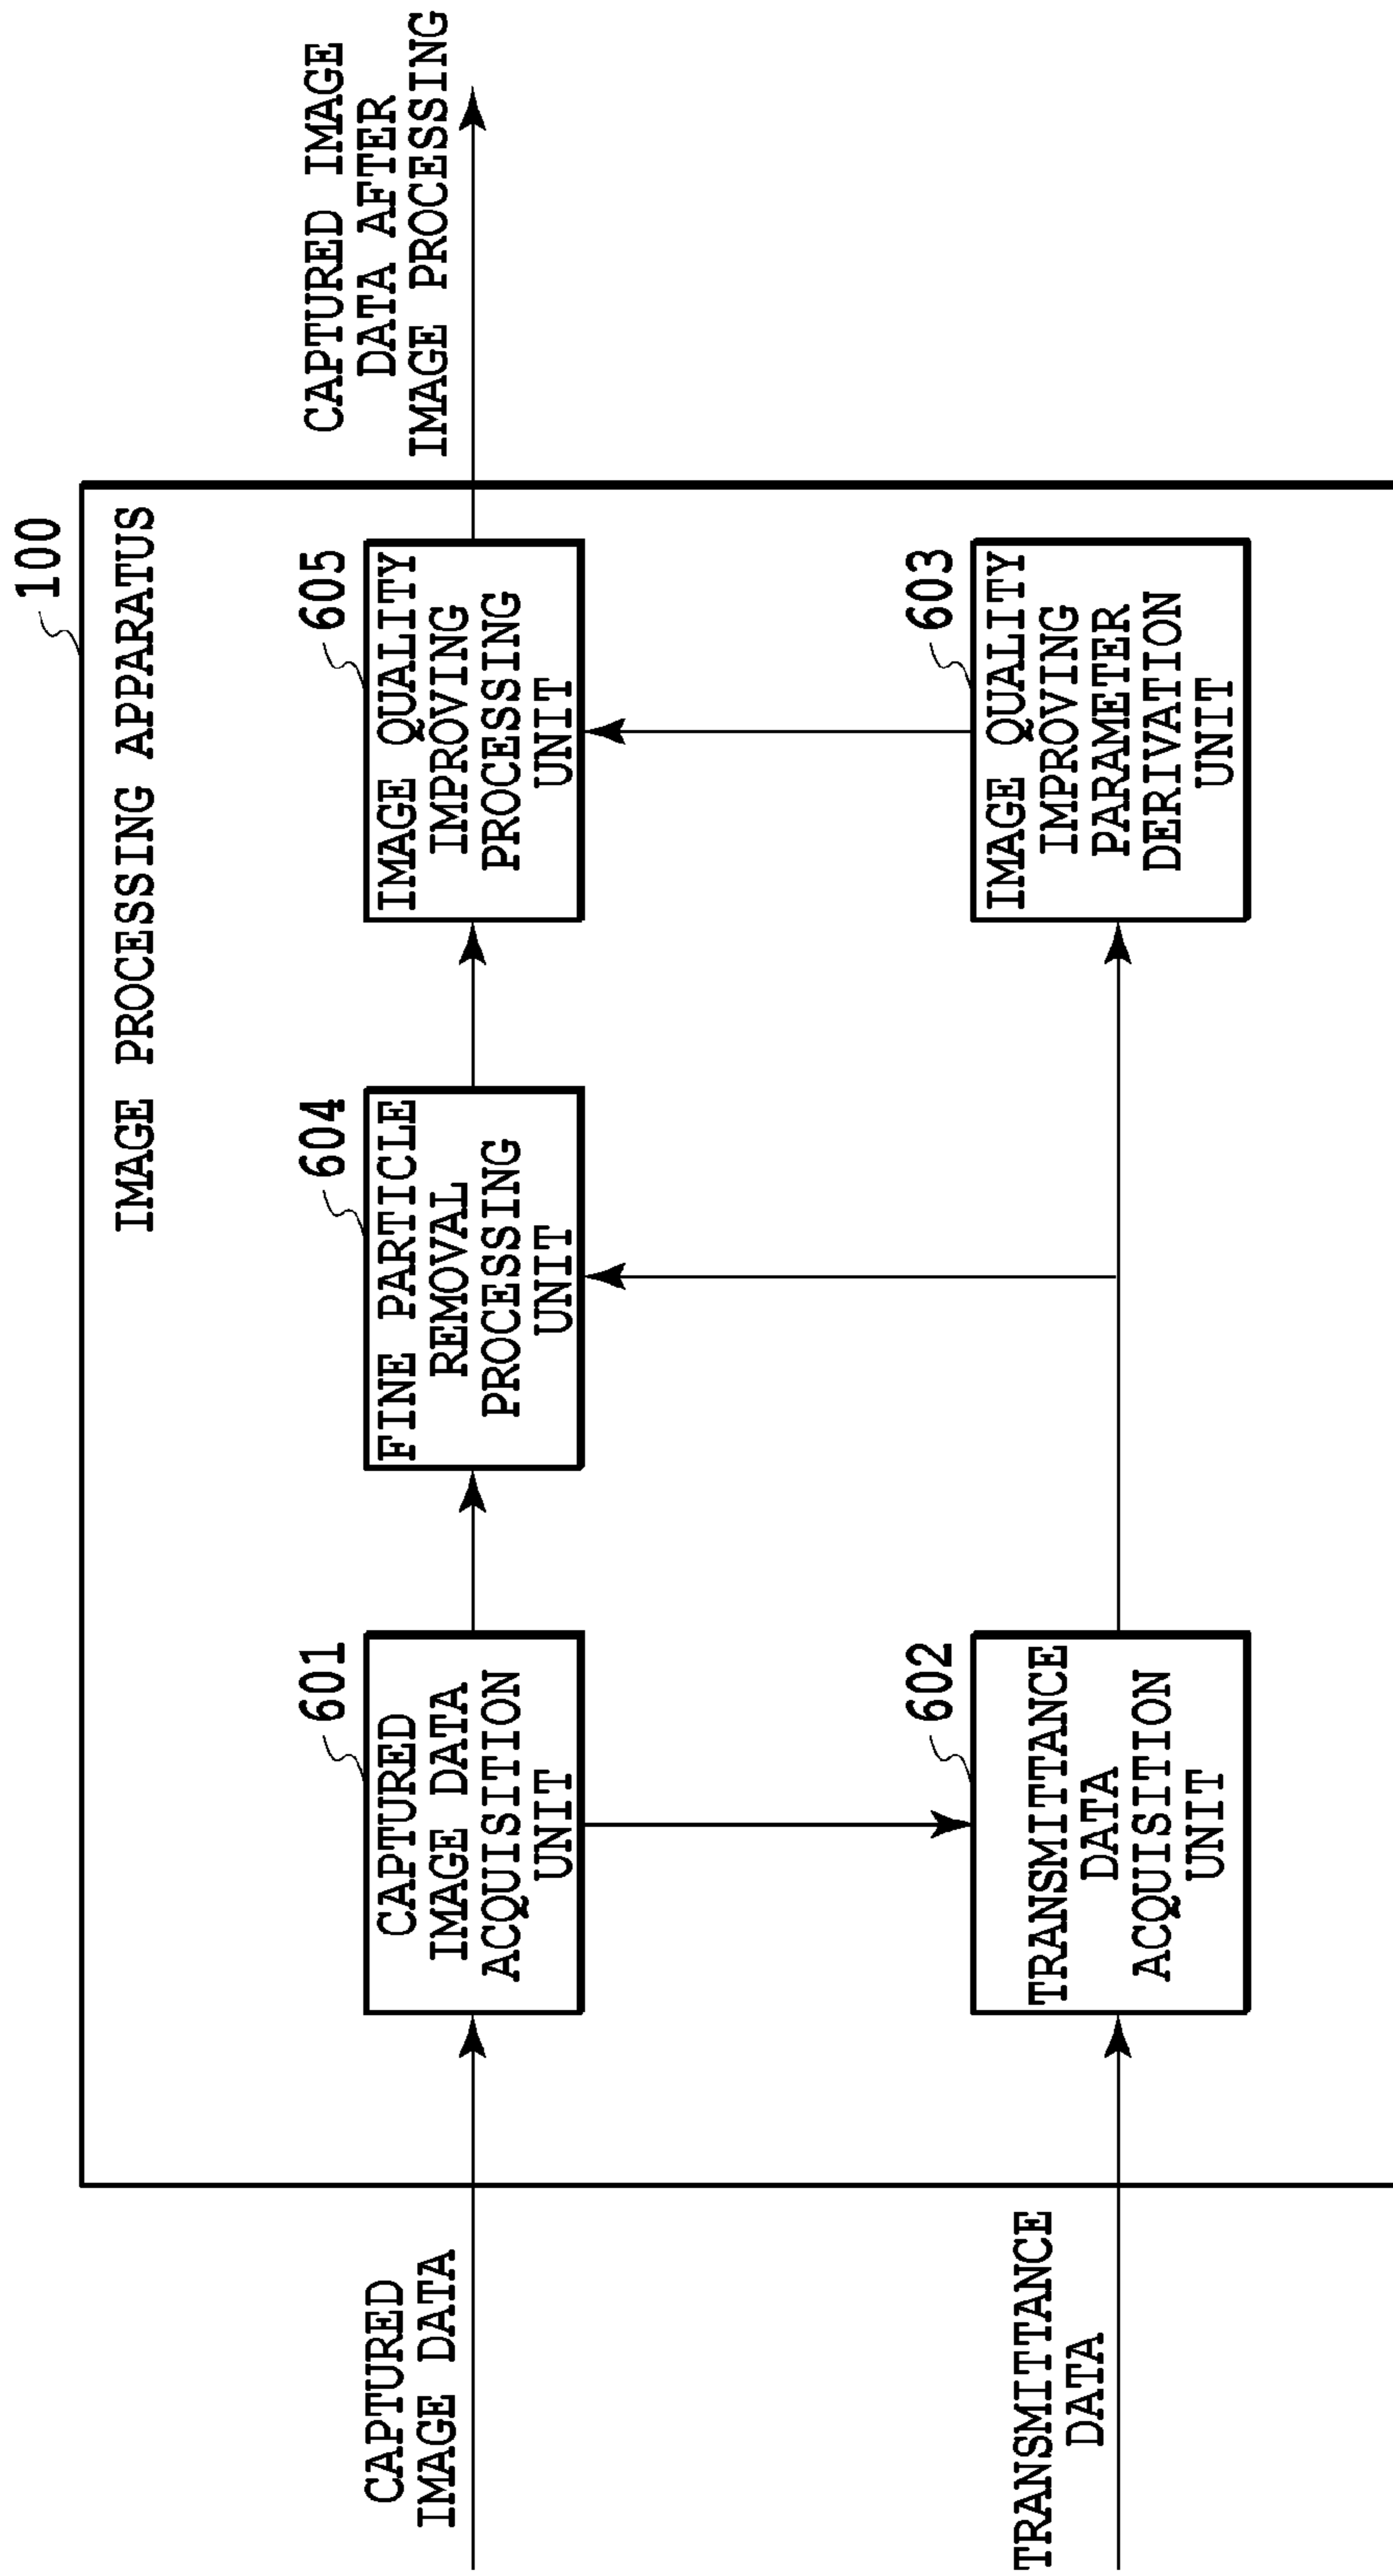 100
IMAGE PROCESSING APPARATUS
CAPTURED
IMAGE DATA
601
CAPTURED
IMAGE DATA
ACQUISITION
UNIT
604
FINE PARTICLE
REMOVAL
PROCESSING
UNIT
605
IMAGE QUALITY
IMPROVING
PROCESSING
UNIT
CAPTURED IMAGE
DATA AFTER
IMAGE PROCESSING
TRANSMITTANCE
DATA
602
TRANSMITTANCE
DATA
ACQUISITION
UNIT
603
IMAGE QUALITY
IMPROVING
PARAMETER
DERIVATION
UNIT